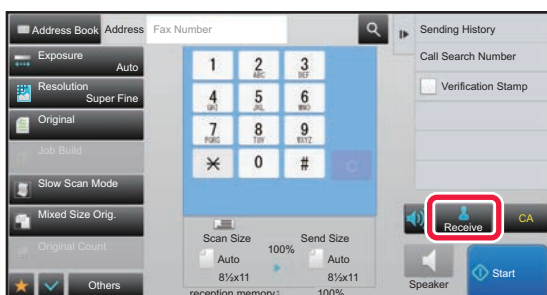 Address Book Address Fax Number
Sending History
Call Search Number
Verification Stamp
Exposure
Auto
Resolution
Super Fine
Original
Job Build
Slow Scan Mode
Mixed Size Orig.
Original Count
Others
1 2 ABC 3 DEF
4 GHI 5 JKL 6 MNO
7 PQRS 8 TUV 9 WXYZ
* 0 # C
Scan Size 100% Send Size
Auto Auto
8½x11 8½x11
reception memory: 100%
Receive
CA
Speaker
Start